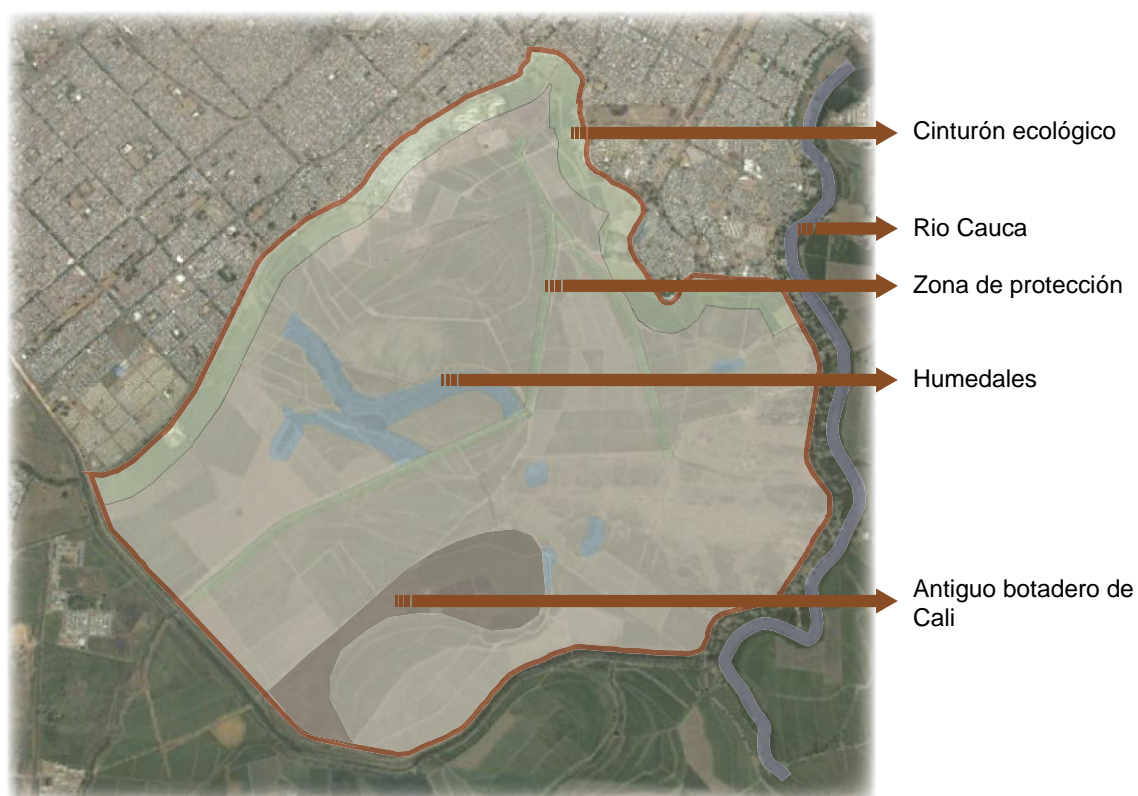 Cinturón ecológico
Rio Cauca
Zona de protección
Humedales
Antiguo botadero de
Cali